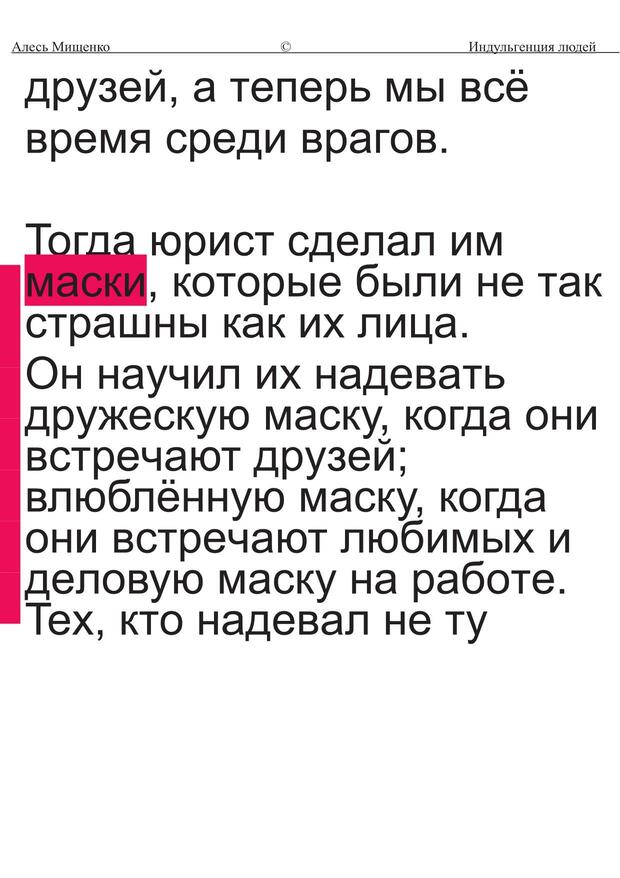 Алесь Мищенко © Индульгенция людей
друзей, а теперь мы всё
время среди врагов.
Тогда юрист сделал им
маски, которые были не так
страшны как их лица.
Он научил их надевать
дружескую маску, когда они
встречают друзей;
влюблённую маску, когда
они встречают любимых и
деловую маску на работе.
Тех, кто надевал не ту